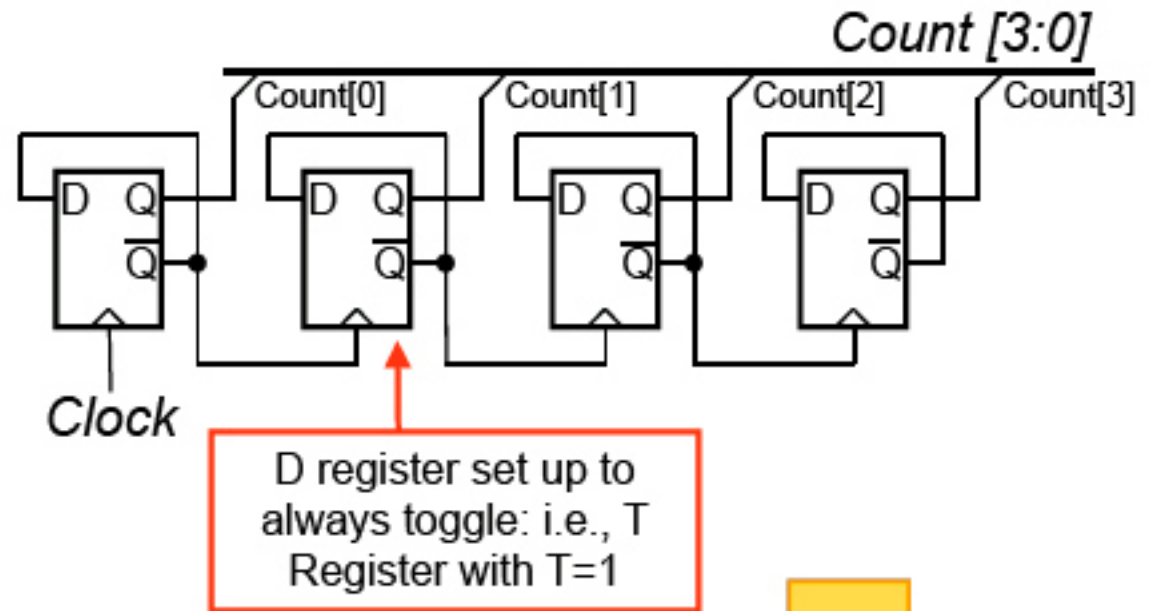 Count [3:0]
Count[0]
Count[1]
Count[2]
Count[3]
D Q
D Q
D Q
D Q
Q̅
Q̅
Q̅
Q̅
Clock
D register set up to
always toggle: i.e., T
Register with T=1